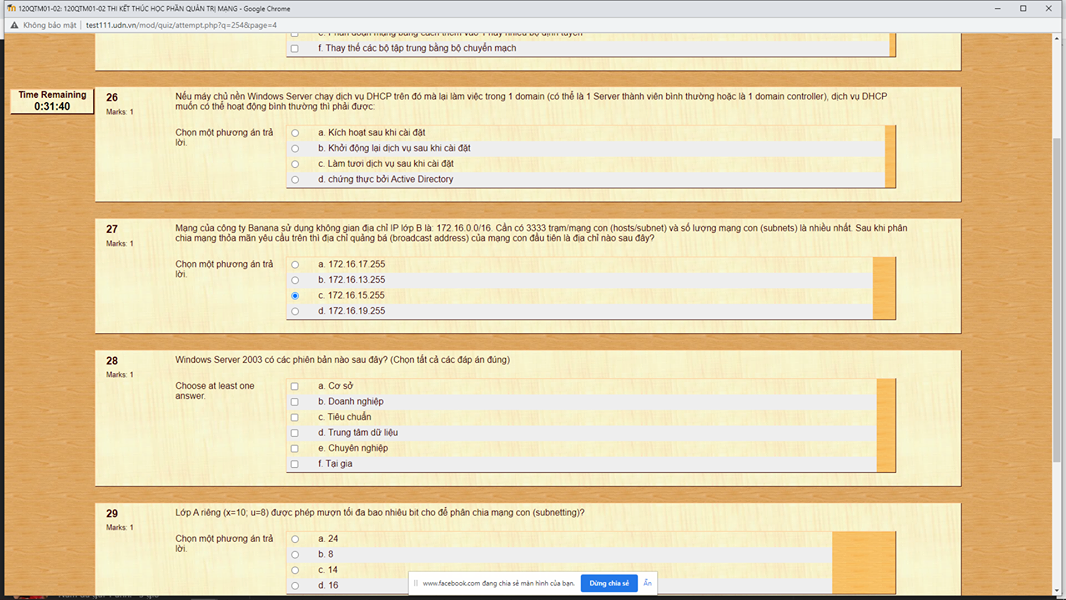 120QTM01-02: 120QTM01-02 THI KẾT THÚC HỌC PHẦN QUẢN TRỊ MẠNG - Google Chrome
Không bảo mật | test111.udn.vn/mod/quiz/attempt.php?q=254&page=4
e. Phân đoạn mạng bằng cách thêm vào 1 hay nhiều bộ định tuyến
f. Thay thế các bộ tập trung bằng bộ chuyển mạch
Time Remaining
0:31:40
26
Marks: 1
Nếu máy chủ nền Windows Server chạy dịch vụ DHCP trên đó mà lại làm việc trong 1 domain (có thể là 1 Server thành viên bình thường hoặc là 1 domain controller), dịch vụ DHCP
muốn có thể hoạt động bình thường thì phải được:
Chọn một phương án trả
lời.
a. Kích hoạt sau khi cài đặt
b. Khởi động lại dịch vụ sau khi cài đặt
c. Làm tươi dịch vụ sau khi cài đặt
d. chứng thực bởi Active Directory
27
Marks: 1
Mạng của công ty Banana sử dụng không gian địa chỉ IP lớp B là: 172.16.0.0/16. Cần có 3333 trạm/mạng con (hosts/subnet) và số lượng mạng con (subnets) là nhiều nhất. Sau khi phân
chia mạng thỏa mãn yêu cầu trên thì địa chỉ quảng bá (broadcast address) của mạng con đầu tiên là địa chỉ nào sau đây?
Chọn một phương án trả
lời.
a. 172.16.17.255
b. 172.16.13.255
c. 172.16.15.255
d. 172.16.19.255
28
Marks: 1
Windows Server 2003 có các phiên bản nào sau đây? (Chọn tất cả các đáp án đúng)
Choose at least one
answer.
a. Cơ sở
b. Doanh nghiệp
c. Tiêu chuẩn
d. Trung tâm dữ liệu
e. Chuyên nghiệp
f. Tại gia
29
Marks: 1
Lớp A riêng (x=10; u=8) được phép mượn tối đa bao nhiêu bit cho để phân chia mạng con (subnetting)?
Chọn một phương án trả
lời.
a. 24
b. 8
c. 14
d. 16
www.facebook.com đang chia sẻ màn hình của bạn.
Dừng chia sẻ
Ẩn